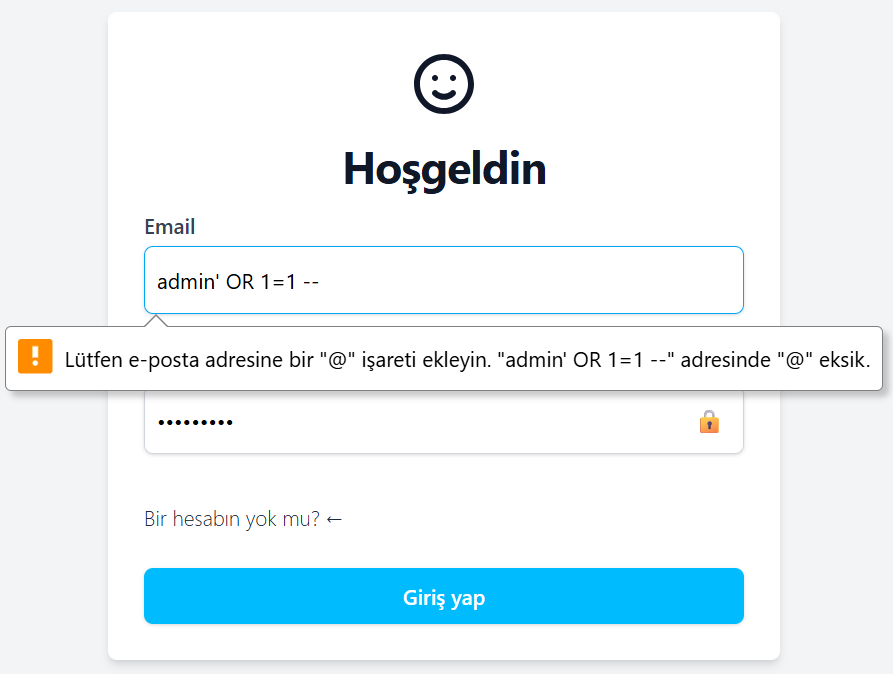 Hoşgeldin
Email
admin' OR 1=1 --
Lütfen e-posta adresine bir "@" işareti ekleyin. "admin' OR 1=1 --" adresinde "@" eksik.
•••••••••
Bir hesabın yok mu? ←
Giriş yap